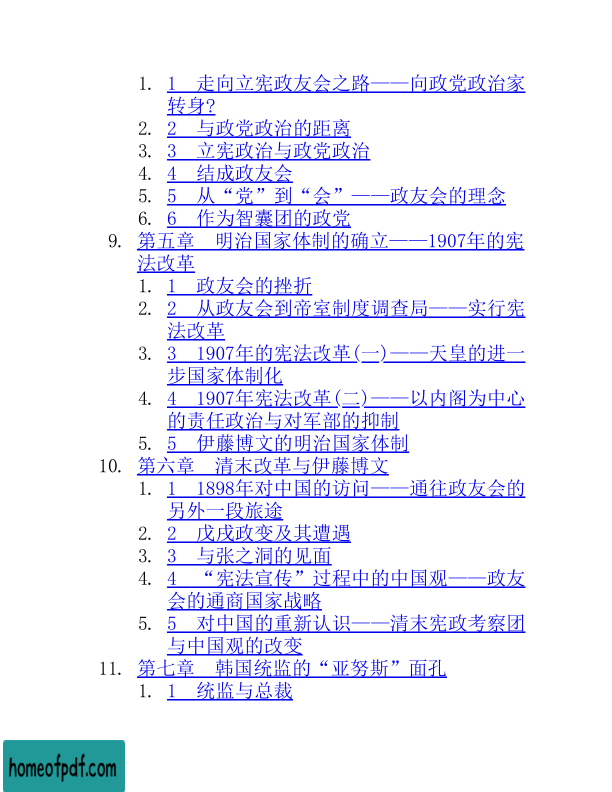 1. 1　走向立宪政友会之路——向政党政治家
转身?
2. 2　与政党政治的距离
3. 3　立宪政治与政党政治
4. 4　结成政友会
5. 5　从“党”到“会”——政友会的理念
6. 6　作为智囊团的政党
9. 第五章　明治国家体制的确立——1907年的宪
法改革
1. 1　政友会的挫折
2. 2　从政友会到帝室制度调查局——实行宪
法改革
3. 3　1907年的宪法改革(一)——天皇的进一
步国家体制化
4. 4　1907年宪法改革(二)——以内阁为中心
的责任政治与对军部的抑制
5. 5　伊藤博文的明治国家体制
10. 第六章　清末改革与伊藤博文
1. 1　1898年对中国的访问——通往政友会的
另外一段旅途
2. 2　戊戌政变及其遭遇
3. 3　与张之洞的见面
4. 4　“宪法宣传”过程中的中国观——政友
会的通商国家战略
5. 5　对中国的重新认识——清末宪政考察团
与中国观的改变
11. 第七章　韩国统监的“亚努斯”面孔
1. 1　统监与总裁
homeofpdf.com